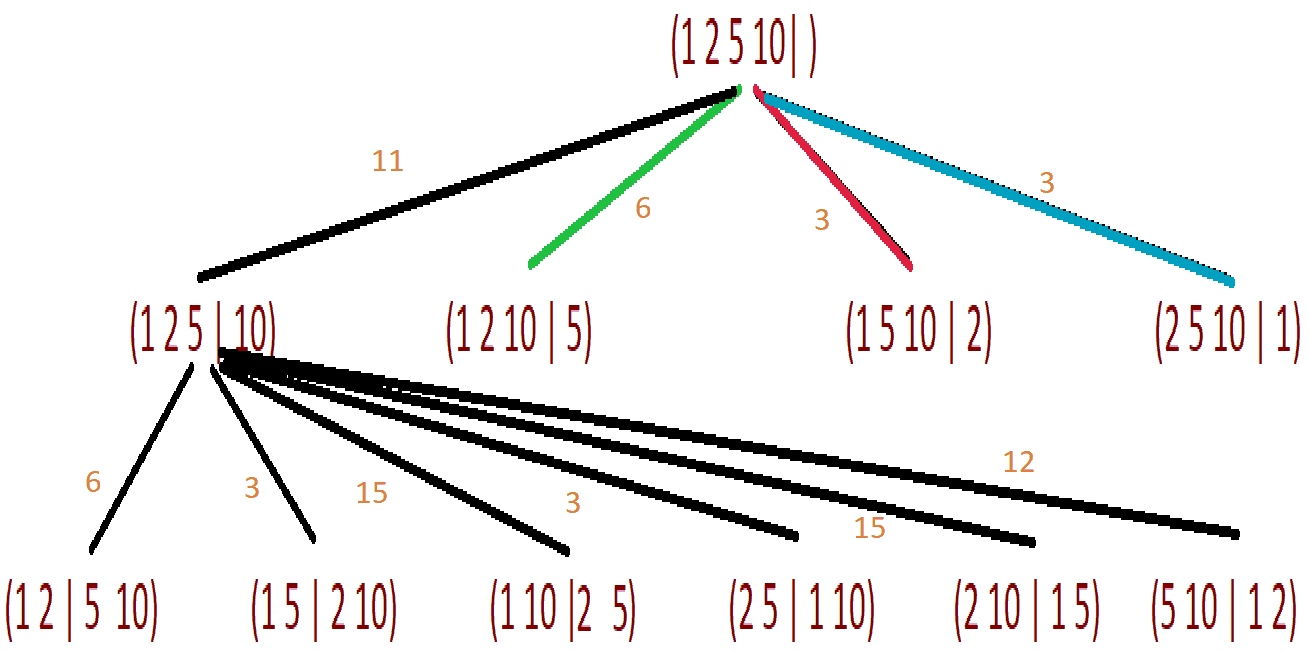 (1 2 5 10| )
11
6
3
3
(1 2 5 | 10)
(1 2 10 | 5)
(1 5 10 | 2)
(2 5 10 | 1)
6
3
15
3
15
12
(1 2 | 5 10)
(1 5 | 2 10)
(1 10 |2 5)
(2 5 | 1 10)
(2 10 | 1 5)
(5 10 | 1 2)